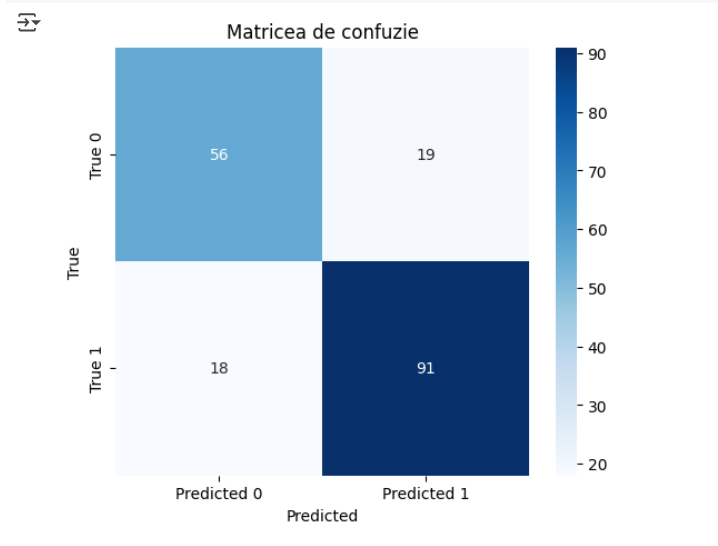 Matricea de confuzie
True
True 0
True 1
56
19
18
91
Predicted 0
Predicted 1
Predicted
90
80
70
60
50
40
30
20